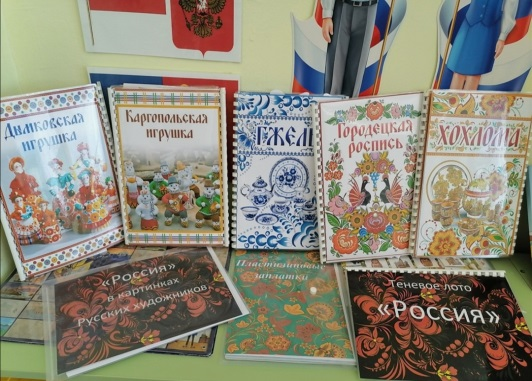 Дымковская
игрушка
Каргопольская
игрушка
ГЖЕЛЬ
Городецкая
роспись
ХОХЛОМА
«РОССИЯ»
в картинках
Русских художников
Пластилиновые
заплатки
Теневое лото
«РОССИЯ»